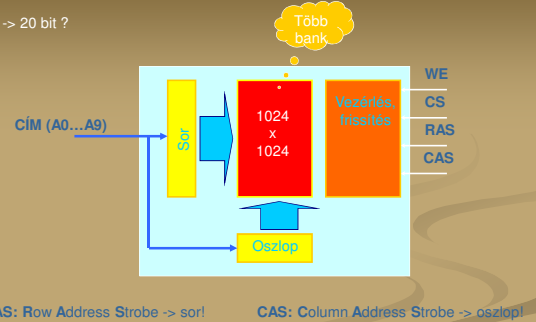 -> 20 bit ?
Több
bank
WE
CS
RAS
CAS
CÍM (A0…A9)
Sor
1024
x
1024
Vezérlés,
frissítés
Oszlop
AS: Row Address Strobe -> sor!
CAS: Column Address Strobe -> oszlop!